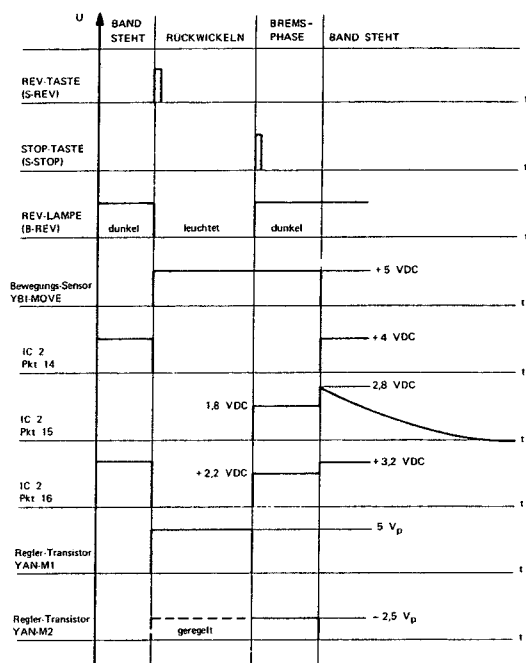 U
BAND STEHT
RÜCKWICKELN
BREMS-PHASE
BAND STEHT
REV-TASTE
(S-REV)
t
STOP-TASTE
(S-STOP)
t
REV-LAMPE
(B-REV)
dunkel
leuchtet
dunkel
t
Bewegungs-Sensor
YBI-MOVE
+ 5 VDC
t
IC 2
Pkt 14
+ 4 VDC
t
IC 2
Pkt 15
1,8 VDC
2,8 VDC
t
IC 2
Pkt 16
+ 2,2 VDC
+ 3,2 VDC
t
Regler-Transistor
YAN-M1
5 Vp
t
Regler-Transistor
YAN-M2
geregelt
~ 2,5 Vp
t